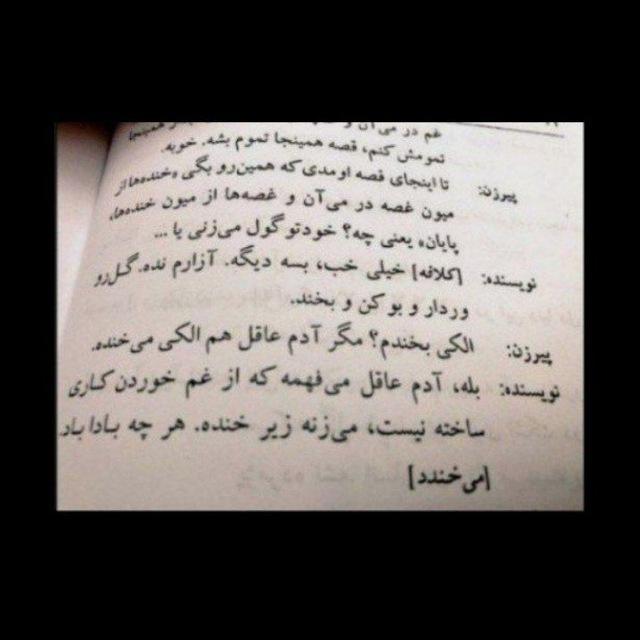 غم در می‌آن و
تمومش کنم، قصه همینجا تموم بشه. خوبه.
پیرزن: تا اینجای قصه اومدی که همین‌رو بگی «خنده‌ها از
میون غصه در می‌آن و غصه‌ها از میون خنده‌ها،
پایان، یعنی چه؟ خودتو گول می‌زنی یا ...
نویسنده: [کلافه] خیلی خب، بسه دیگه. آزارم نده. گل‌رو
وردار و بو کن و بخند.
پیرزن: الکی بخندم؟ مگر آدم عاقل هم الکی می‌خنده.
نویسنده: بله، آدم عاقل می‌فهمه که از غم خوردن کاری
ساخته نیست، می‌زنه زیر خنده. هر چه بادا باد.
[می‌خندد]